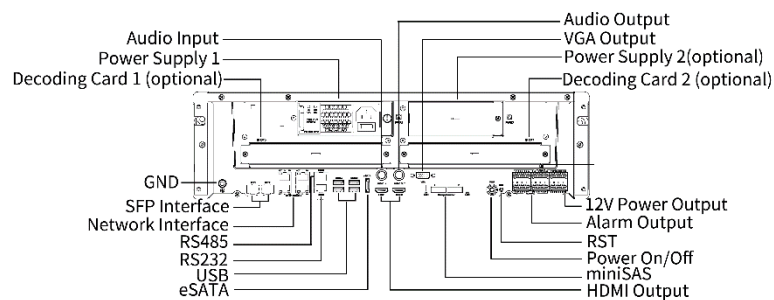 Audio Output
Audio Input
VGA Output
Power Supply 1
Power Supply 2(optional)
Decoding Card 1 (optional)
Decoding Card 2 (optional)
GND
SFP Interface
12V Power Output
Network Interface
Alarm Output
RS485
RST
RS232
Power On/Off
USB
miniSAS
eSATA
HDMI Output